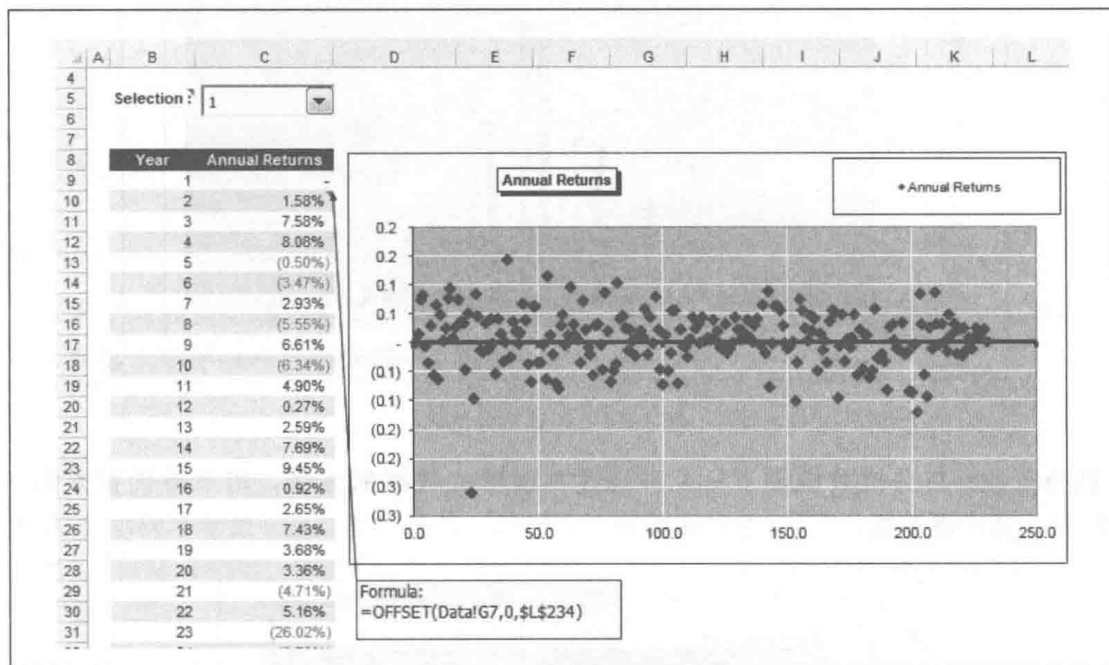 A B C D E F G H I J K L
4
5 Selection : 1
6
7
8 Year Annual Returns
9 1 -
10 2 1.58%
11 3 7.58%
12 4 8.08%
13 5 (0.50%)
14 6 (3.47%)
15 7 2.93%
16 8 (5.55%)
17 9 6.61%
18 10 (6.34%)
19 11 4.90%
20 12 0.27%
21 13 2.59%
22 14 7.69%
23 15 9.45%
24 16 0.92%
25 17 2.65%
26 18 7.43%
27 19 3.68%
28 20 3.36%
29 21 (4.71%)
30 22 5.16%
31 23 (26.02%)
Annual Returns
Annual Returns
0.2
0.2
0.1
0.1
-
(0.1)
(0.1)
(0.2)
(0.2)
(0.3)
(0.3)
0.0 50.0 100.0 150.0 200.0 250.0
Formula:
=OFFSET(Data!G7,0,$L$234)